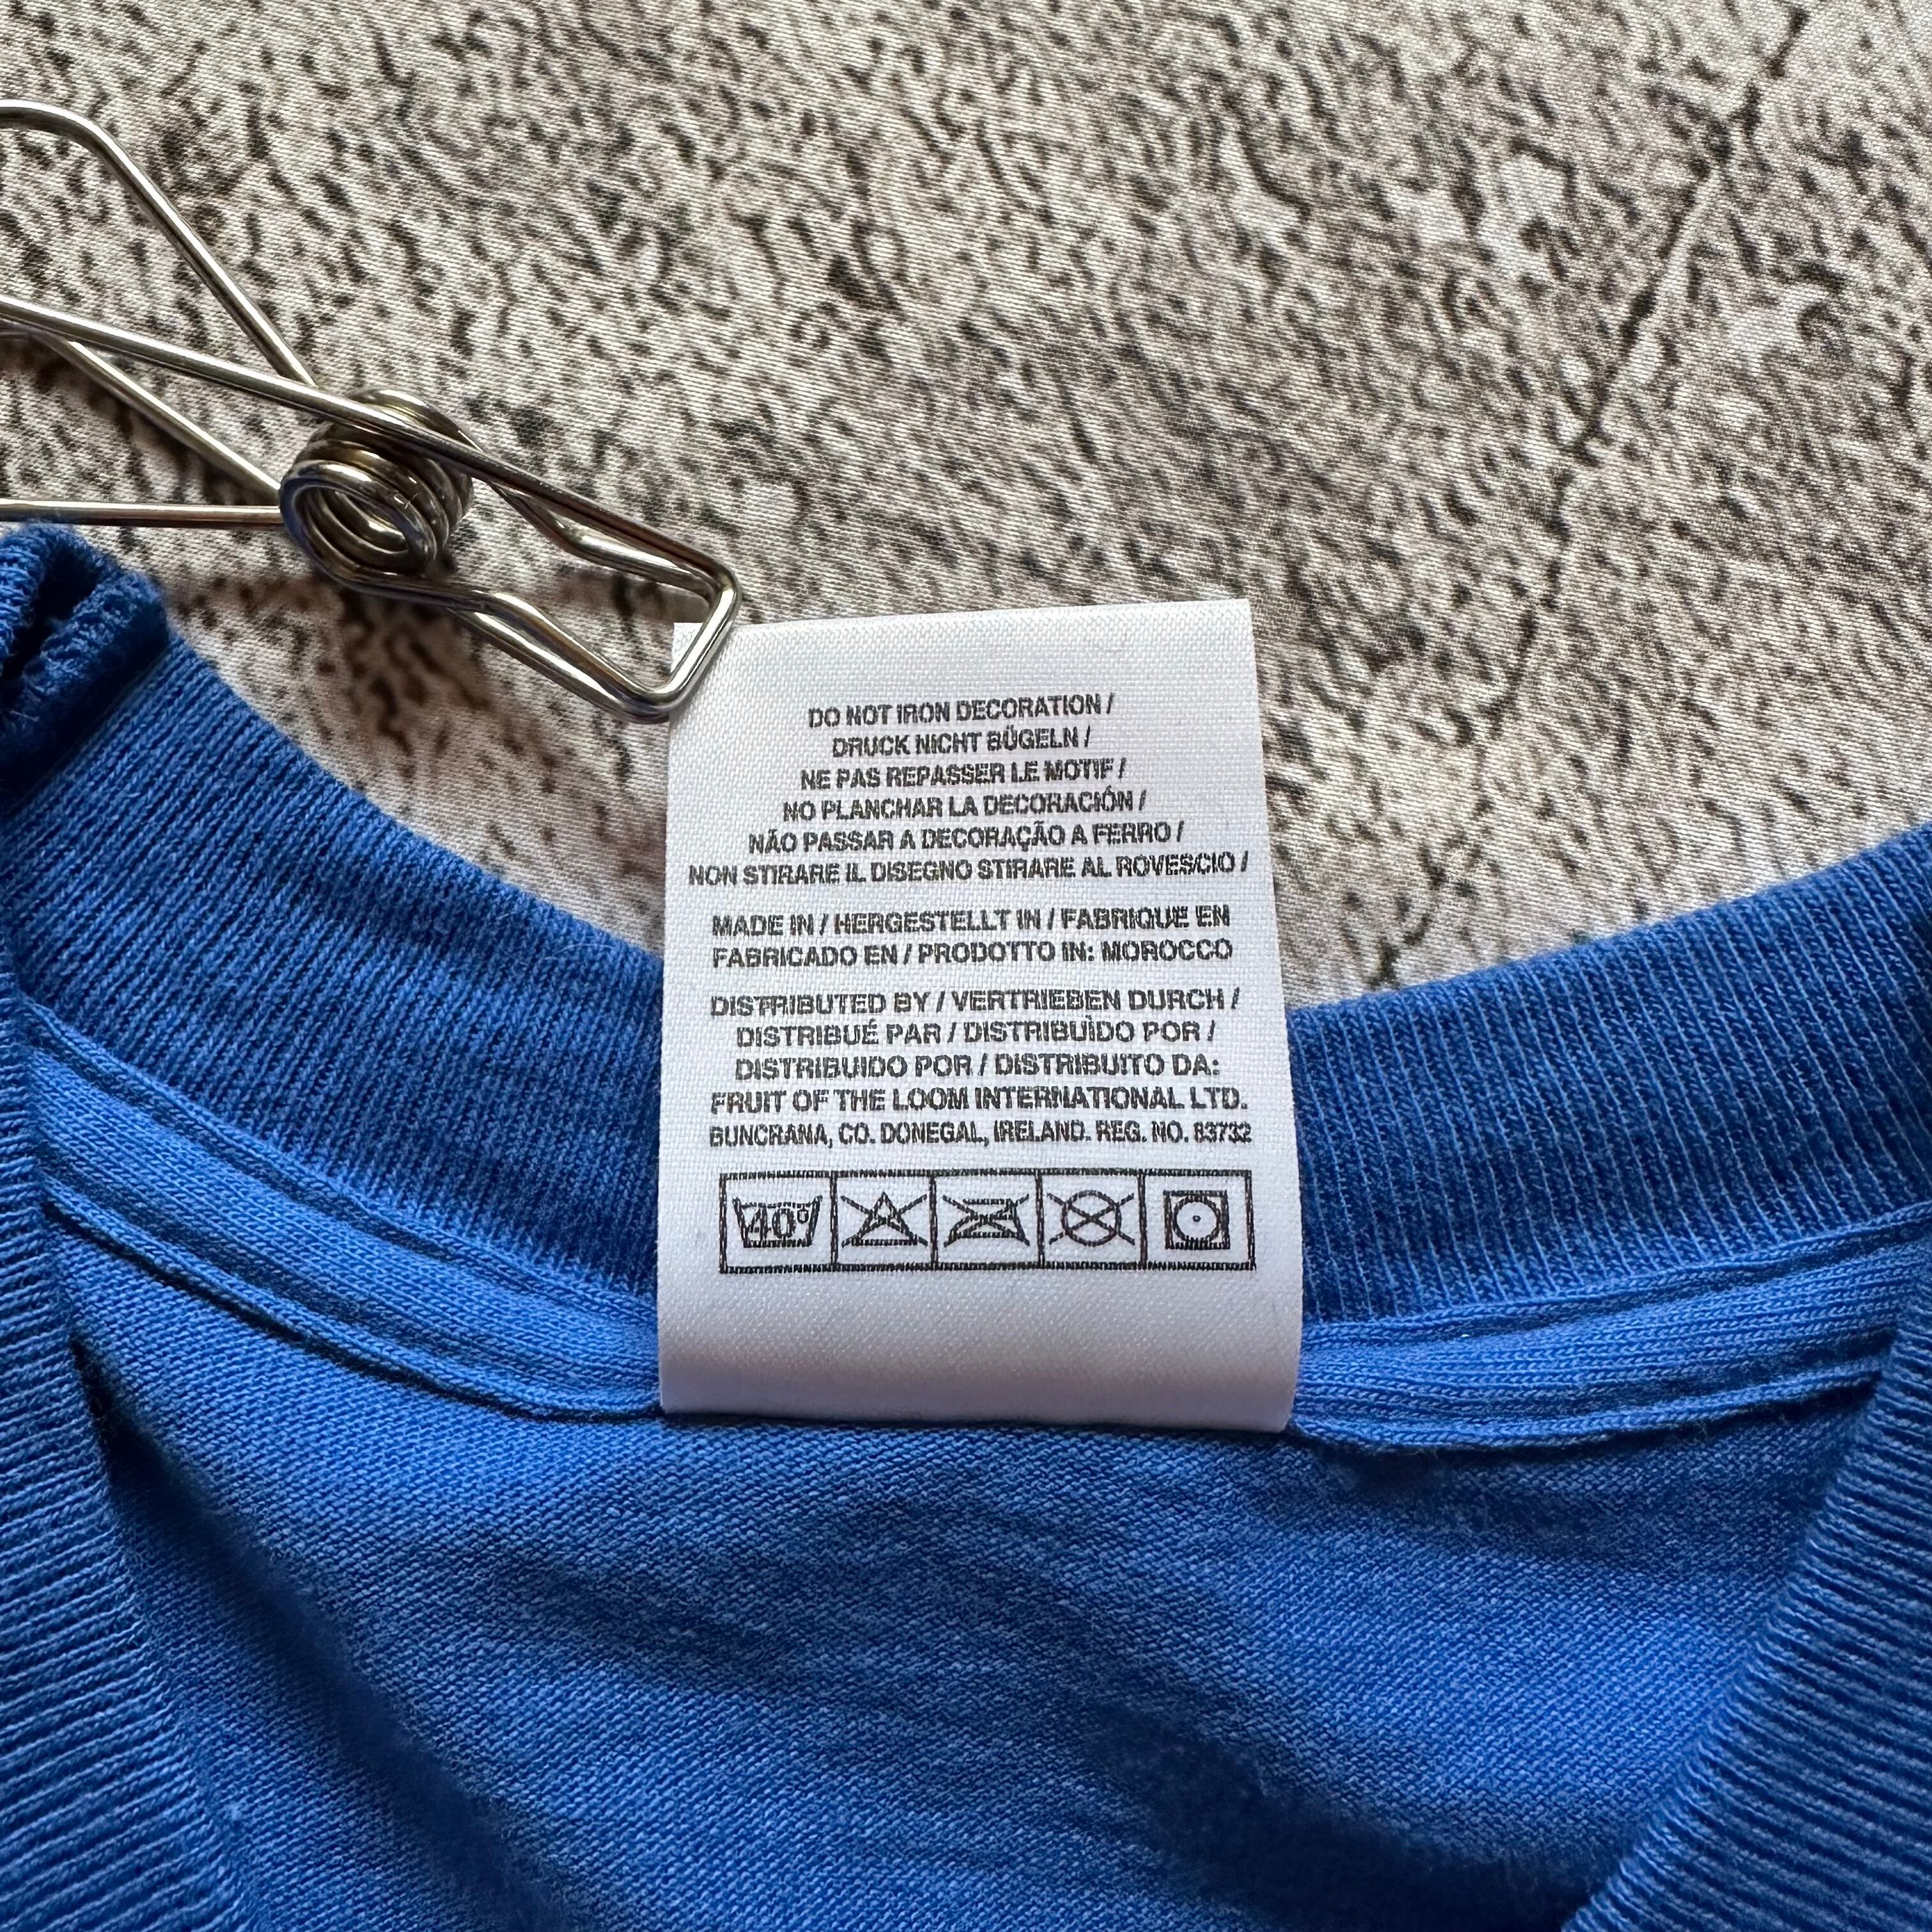 DO NOT IRON DECORATION /
DRUCK NICHT BÜGELN /
NE PAS REPASSER LE MOTIF /
NO PLANCHAR LA DECORACIÓN /
NÃO PASSAR A DECORAÇÃO A FERRO /
NON STIRARE IL DISEGNO STIRARE AL ROVESCIO /
MADE IN / HERGESTELLT IN / FABRIQUE EN
FABRICADO EN / PRODOTTO IN: MOROCCO
DISTRIBUTED BY / VERTRIEBEN DURCH /
DISTRIBUÉ PAR / DISTRIBUÌDO POR /
DISTRIBUIDO POR / DISTRIBUITO DA:
FRUIT OF THE LOOM INTERNATIONAL LTD.
BUNCRANA, CO. DONEGAL, IRELAND. REG. NO. 83732
40°